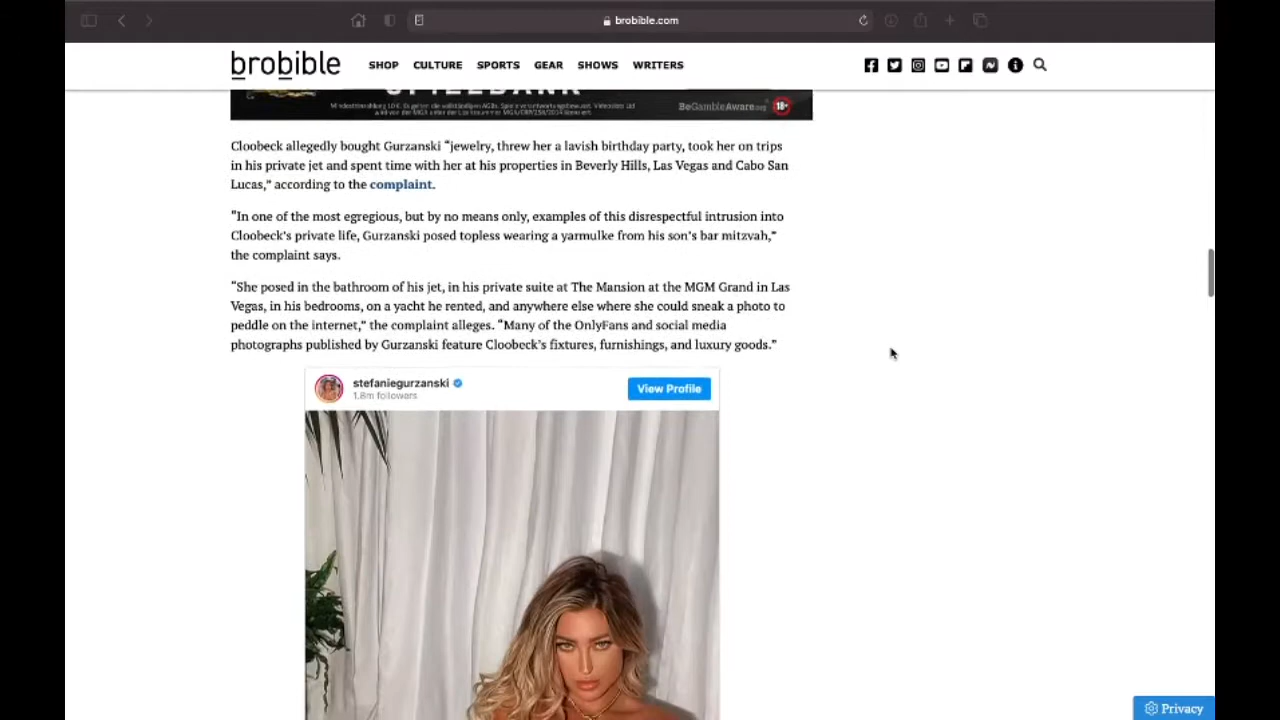 brobible.com
brobible
SHOP CULTURE SPORTS GEAR SHOWS WRITERS
SPIELBANK
BeGambleAware.org 18+
Cloobeck allegedly bought Gurzanski “jewelry, threw her a lavish birthday party, took her on trips
in his private jet and spent time with her at his properties in Beverly Hills, Las Vegas and Cabo San
Lucas,” according to the complaint.
“In one of the most egregious, but by no means only, examples of this disrespectful intrusion into
Cloobeck’s private life, Gurzanski posed topless wearing a yarmulke from his son’s bar mitzvah,”
the complaint says.
“She posed in the bathroom of his jet, in his private suite at The Mansion at the MGM Grand in Las
Vegas, in his bedrooms, on a yacht he rented, and anywhere else where she could sneak a photo to
peddle on the internet,” the complaint alleges. “Many of the OnlyFans and social media
photographs published by Gurzanski feature Cloobeck’s fixtures, furnishings, and luxury goods.”
stefaniegurzanski
1.8m followers
View Profile
Privacy